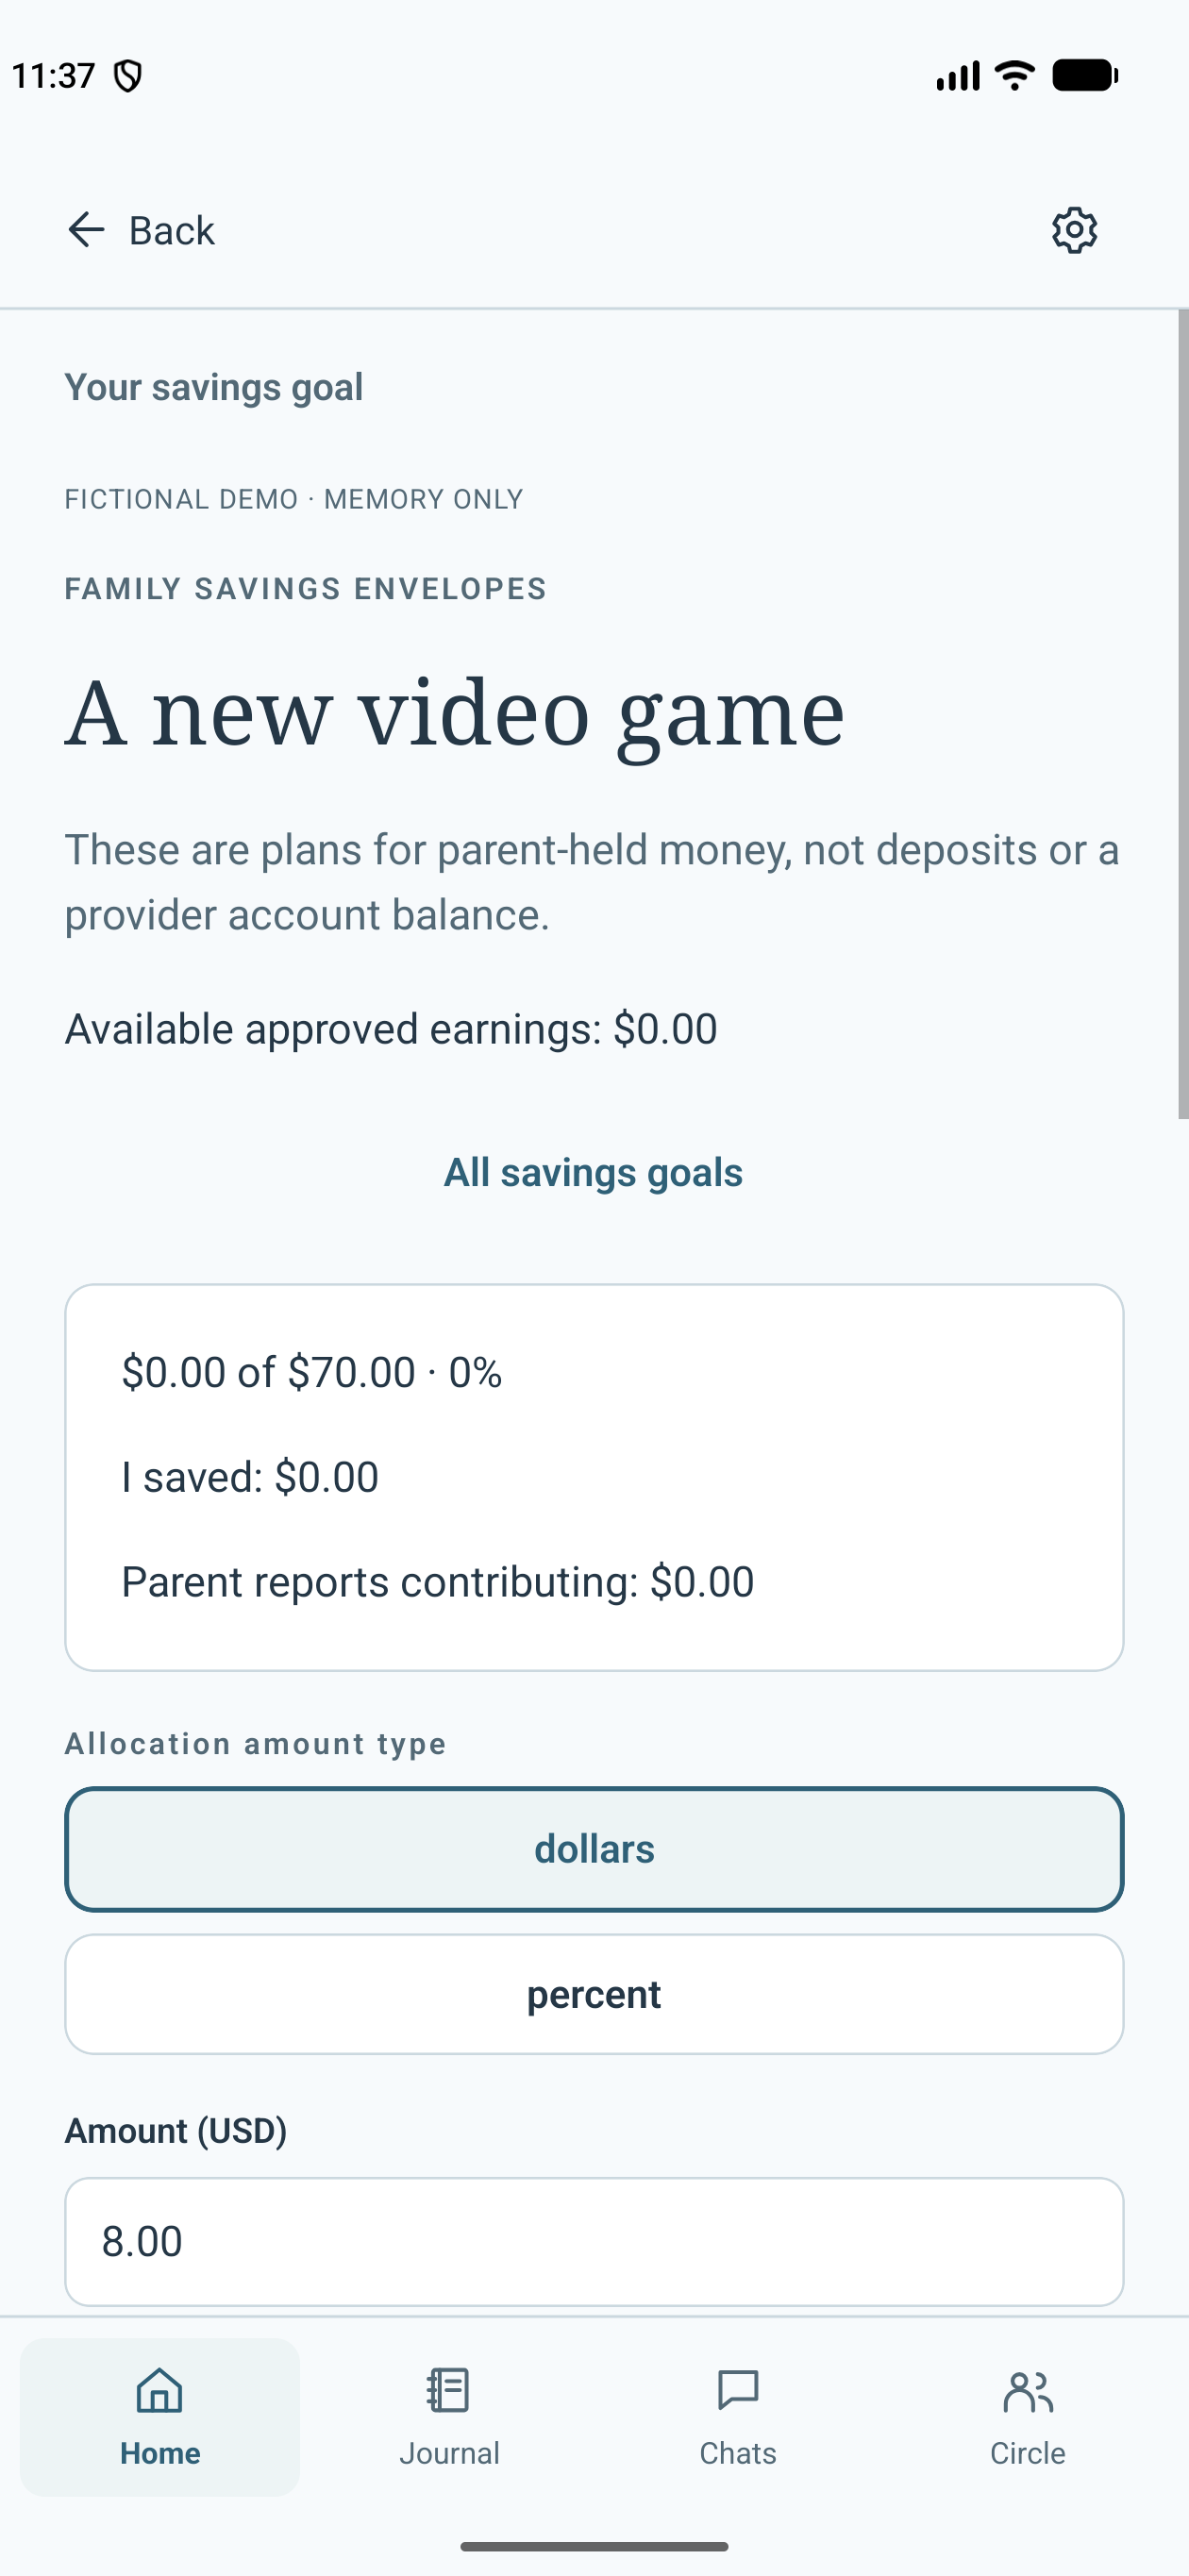 11:37
Back
Your savings goal
FICTIONAL DEMO · MEMORY ONLY
FAMILY SAVINGS ENVELOPES
A new video game
These are plans for parent-held money, not deposits or a
provider account balance.
Available approved earnings: $0.00
All savings goals
$0.00 of $70.00 · 0%
I saved: $0.00
Parent reports contributing: $0.00
Allocation amount type
dollars
percent
Amount (USD)
8.00
Home
Journal
Chats
Circle